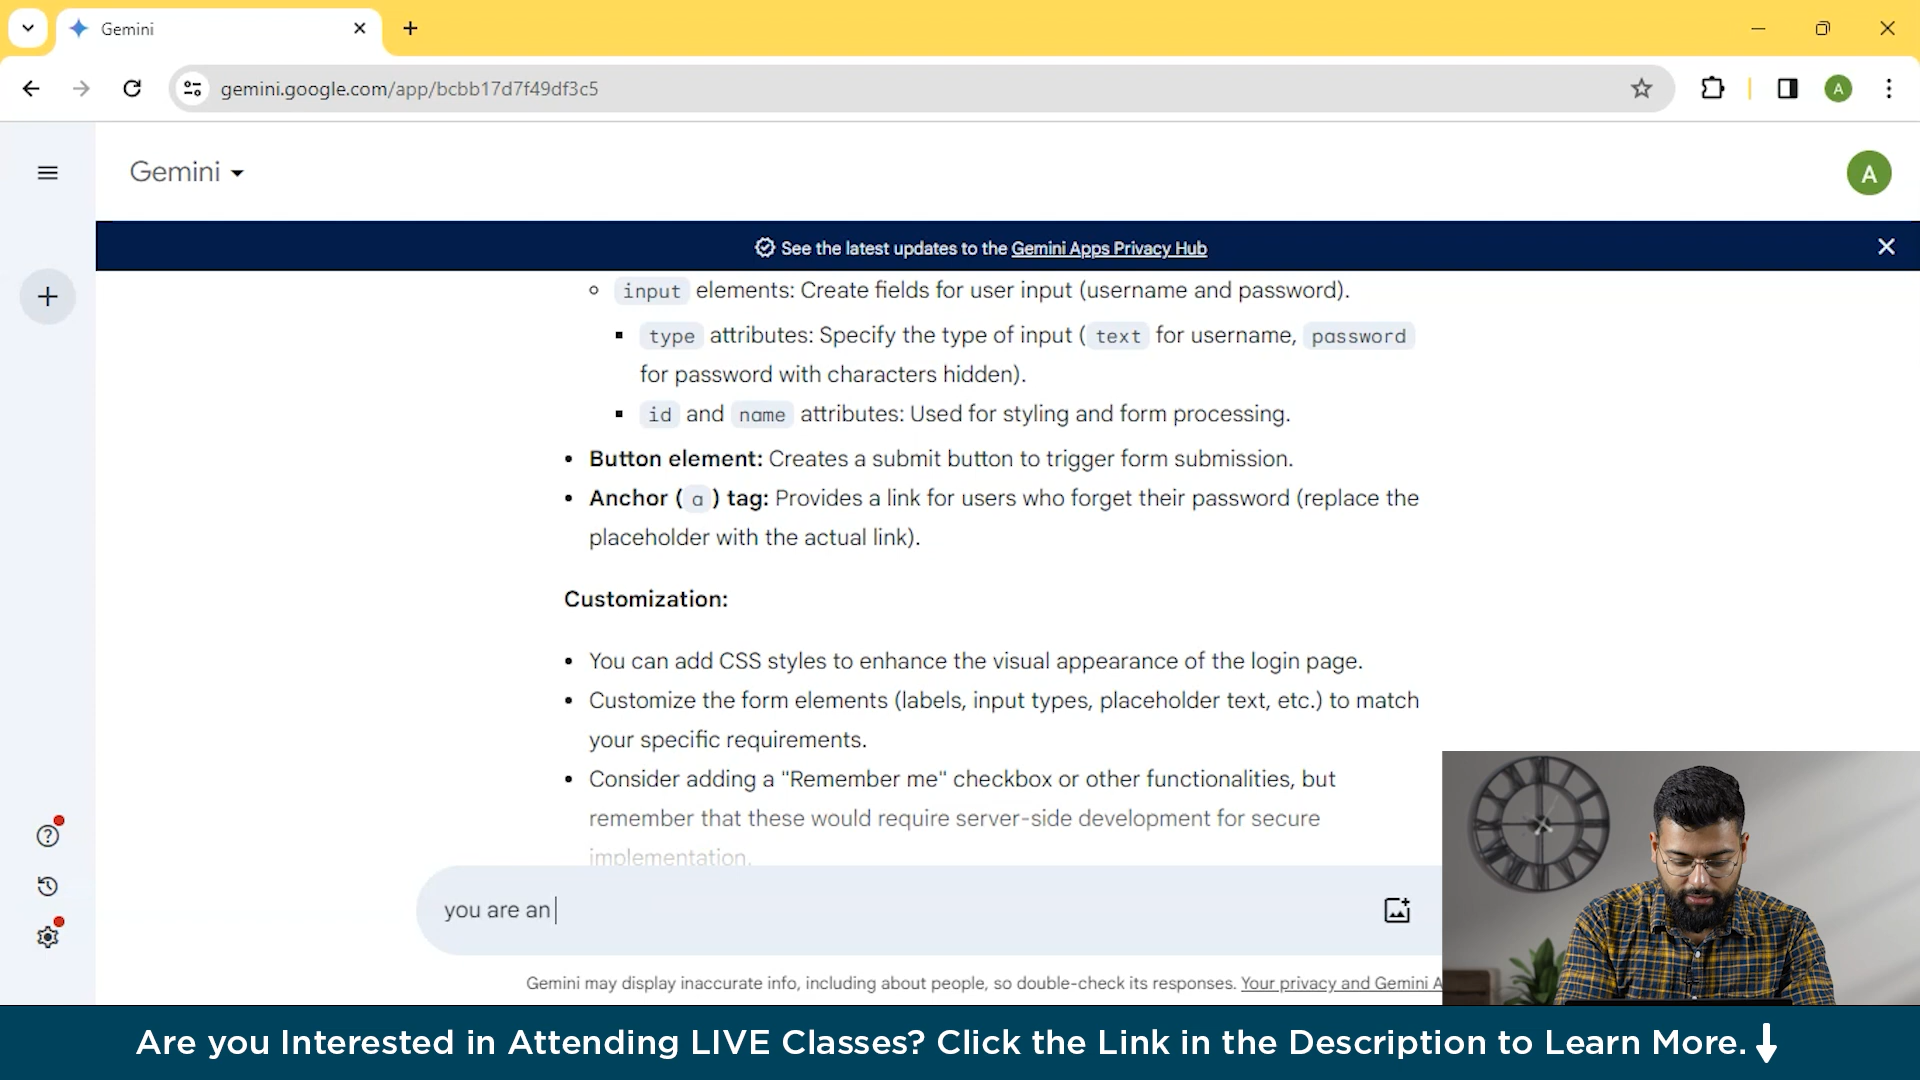 Gemini
gemini.google.com/app/bcbb17d7f49df3c5
A
Gemini
A
See the latest updates to the Gemini Apps Privacy Hub
input elements: Create fields for user input (username and password).
type attributes: Specify the type of input ( text for username, password
for password with characters hidden).
id and name attributes: Used for styling and form processing.
Button element: Creates a submit button to trigger form submission.
Anchor ( a ) tag: Provides a link for users who forget their password (replace the
placeholder with the actual link).
Customization:
You can add CSS styles to enhance the visual appearance of the login page.
Customize the form elements (labels, input types, placeholder text, etc.) to match
your specific requirements.
Consider adding a "Remember me" checkbox or other functionalities, but
remember that these would require server-side development for secure
implementation.
you are an
Gemini may display inaccurate info, including about people, so double-check its responses. Your privacy and Gemini A
Are you Interested in Attending LIVE Classes? Click the Link in the Description to Learn More.